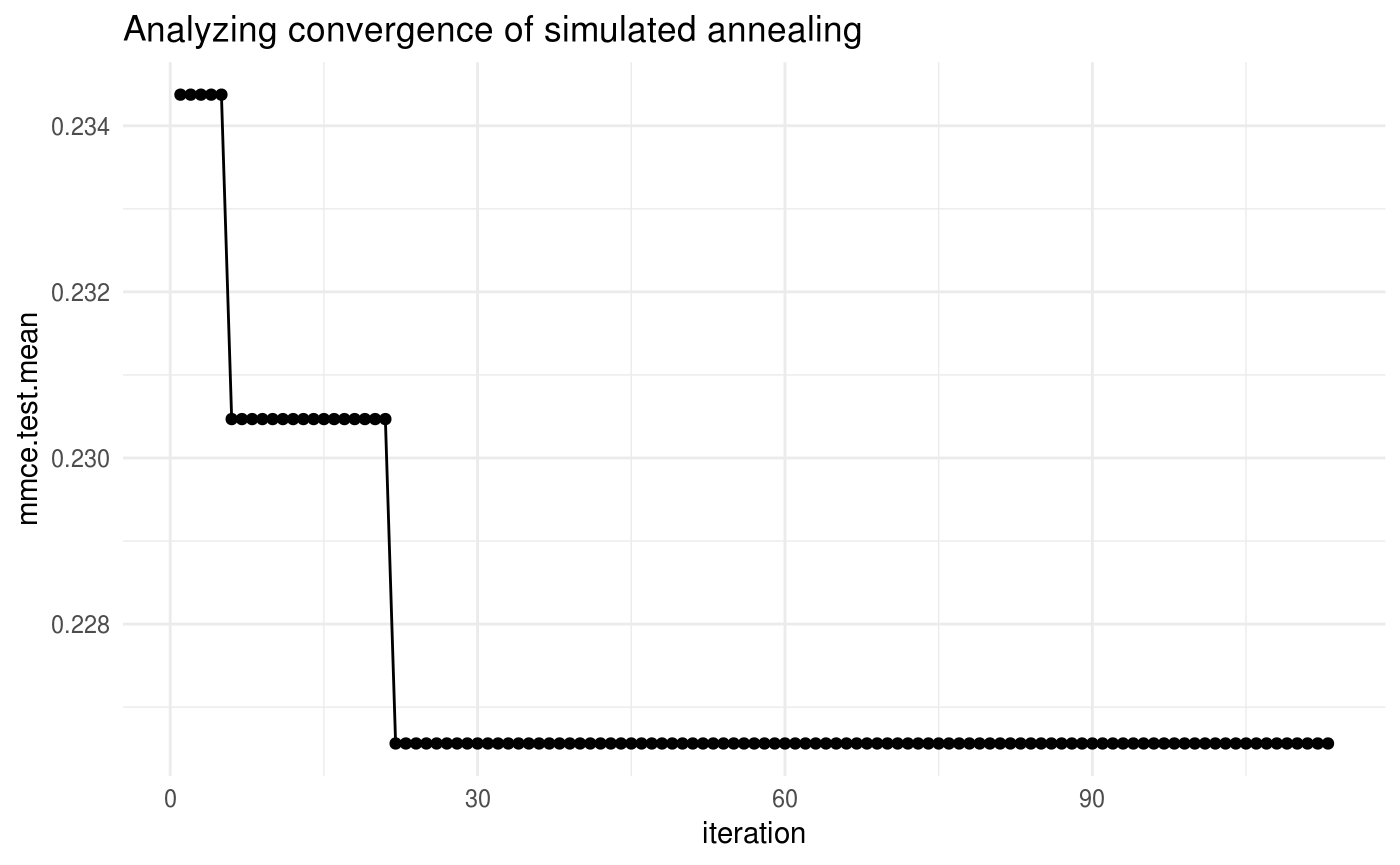 Analyzing convergence of simulated annealing
mmce.test.mean
0.234
0.232
0.230
0.228
0
30
60
90
iteration